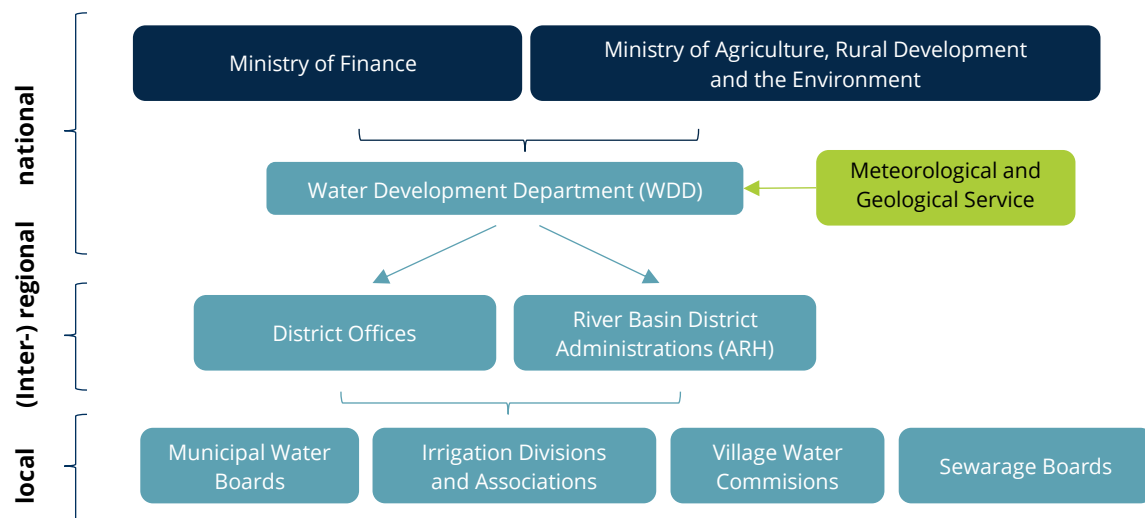 national
Ministry of Finance
Ministry of Agriculture, Rural Development
and the Environment
Water Development Department (WDD)
Meteorological and
Geological Service
(Inter-) regional
District Offices
River Basin District
Administrations (ARH)
local
Municipal Water
Boards
Irrigation Divisions
and Associations
Village Water
Commisions
Sewarage Boards